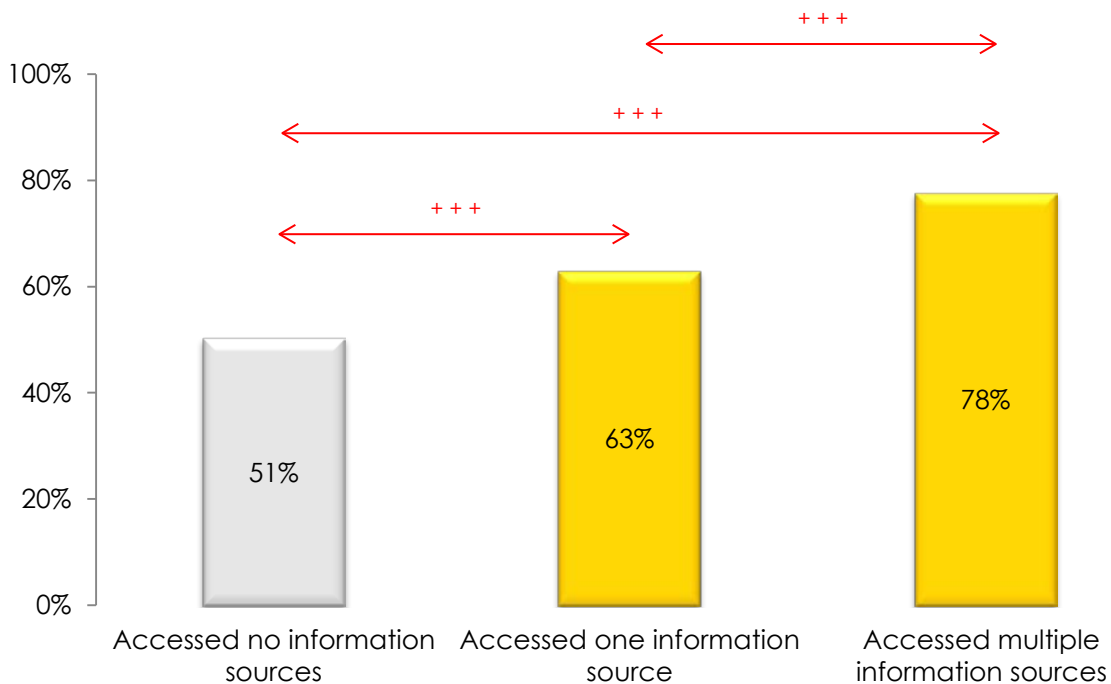 + + +
100%
+ + +
80%
+ + +
60%
40%
20%
0%
51%
63%
78%
Accessed no information
sources
Accessed one information
source
Accessed multiple
information sources